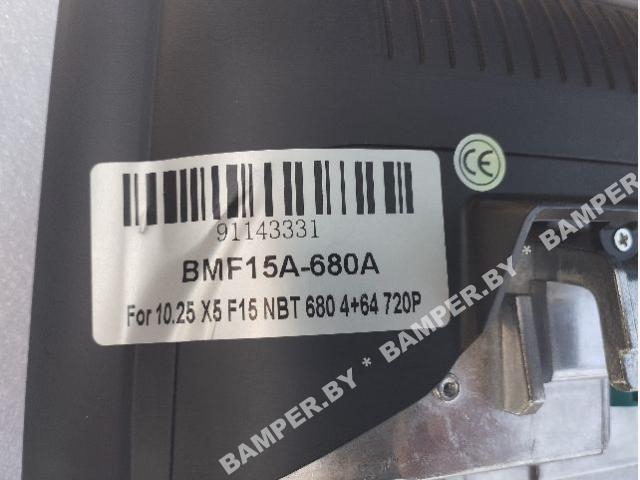 91143331
BMF15A-680A
For 10.25 X5 F15 NBT 680 4+64 720P
CE
BAMPER.BY * BAMPER.BY * BAMPER.BY